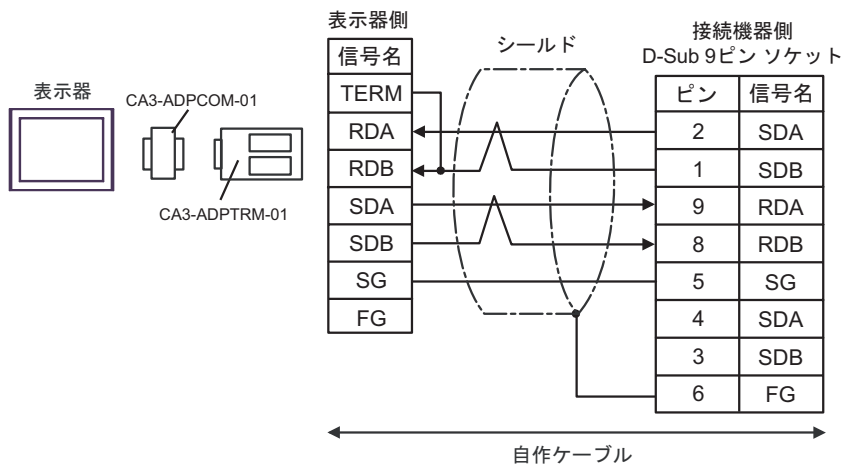 表示器
CA3-ADPCOM-01
CA3-ADPTRM-01
表示器側
信号名
TERM
RDA
RDB
SDA
SDB
SG
FG
シールド
接続機器側
D-Sub 9ピン ソケット
ピン 信号名
2 SDA
1 SDB
9 RDA
8 RDB
5 SG
4 SDA
3 SDB
6 FG
自作ケーブル